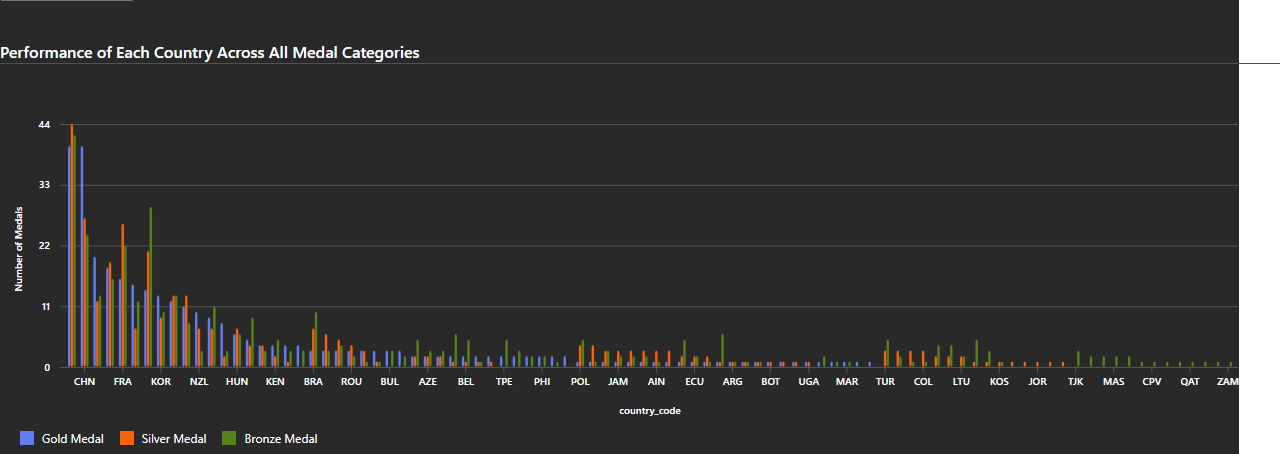 Performance of Each Country Across All Medal Categories
44
33
22
11
0
Number of Medals
CHN FRA KOR NZL HUN KEN BRA ROU BUL AZE BEL TPE PHI POL JAM AIN ECU ARG BOT UGA MAR TUR COL LTU KOS JOR TJK MAS CPV QAT ZAM
country_code
Gold Medal Silver Medal Bronze Medal